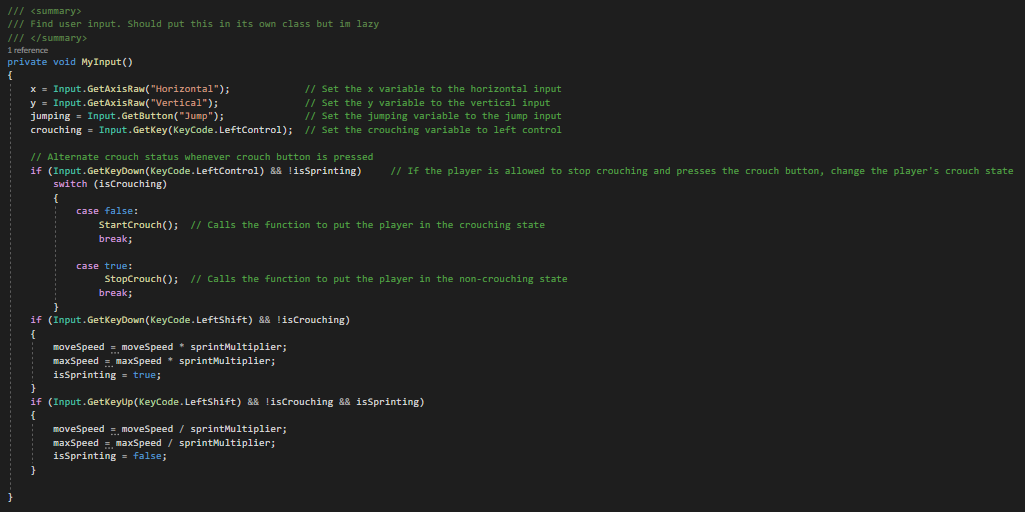 /// <summary>
/// Find user input. Should put this in its own class but im lazy
/// </summary>
1 reference
private void MyInput()
{
    x = Input.GetAxisRaw("Horizontal");             // Set the x variable to the horizontal input
    y = Input.GetAxisRaw("Vertical");               // Set the y variable to the vertical input
    jumping = Input.GetButton("Jump");              // Set the jumping variable to the jump input
    crouching = Input.GetKey(KeyCode.LeftControl);  // Set the crouching variable to left control

    // Alternate crouch status whenever crouch button is pressed
    if (Input.GetKeyDown(KeyCode.LeftControl) && !isSprinting)     // If the player is allowed to stop crouching and presses the crouch button, change the player's crouch state
        switch (isCrouching)
        {
            case false:
                StartCrouch();  // Calls the function to put the player in the crouching state
                break;

            case true:
                 StopCrouch();  // Calls the function to put the player in the non-crouching state
                break;
        }
    if (Input.GetKeyDown(KeyCode.LeftShift) && !isCrouching)
    {
        moveSpeed = moveSpeed * sprintMultiplier;
        maxSpeed = maxSpeed * sprintMultiplier;
        isSprinting = true;
    }
    if (Input.GetKeyUp(KeyCode.LeftShift) && !isCrouching && isSprinting)
    {
        moveSpeed = moveSpeed / sprintMultiplier;
        maxSpeed = maxSpeed / sprintMultiplier;
        isSprinting = false;
    }

}